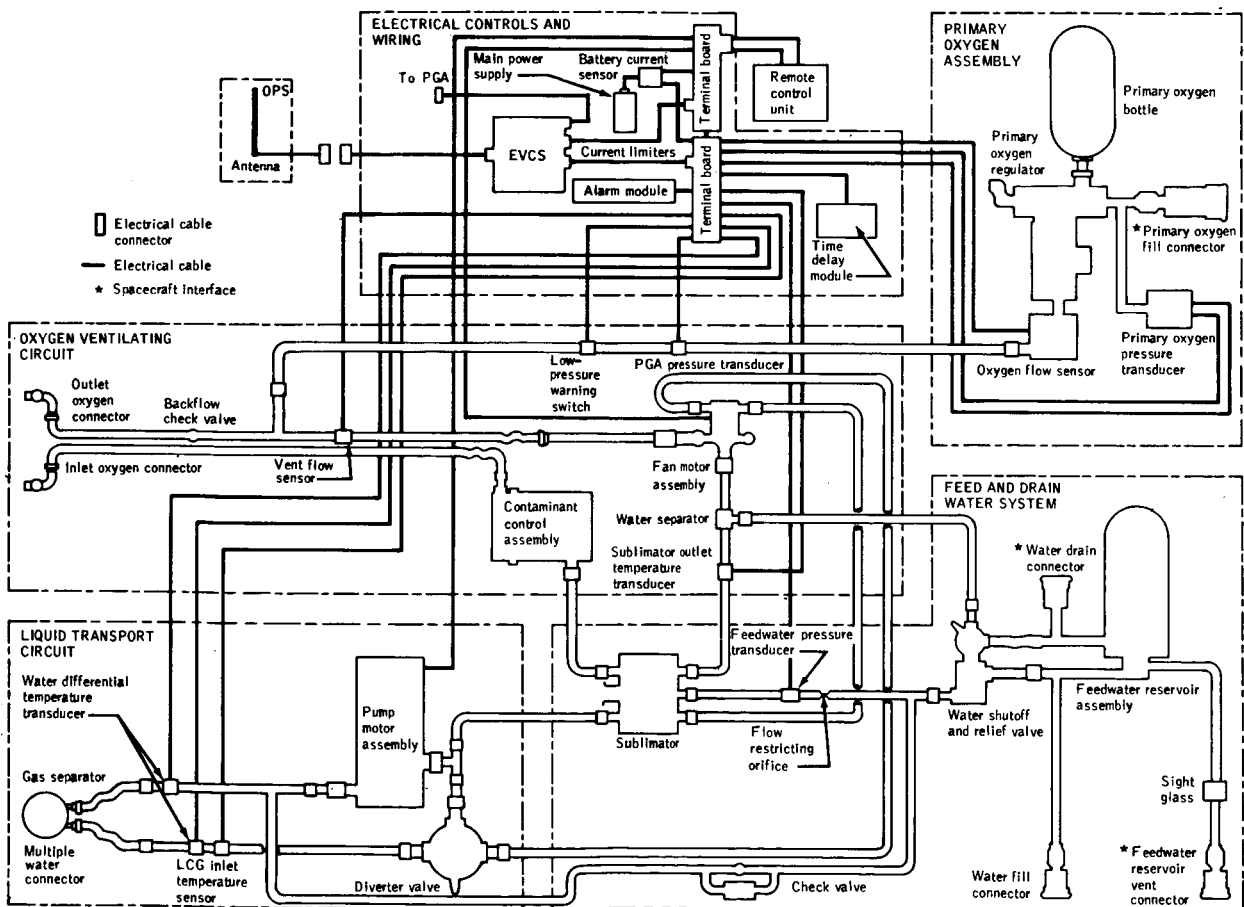 ELECTRICAL CONTROLS AND
WIRING
Main power
supply
Battery current
sensor
To PGA
Terminal board
Remote
control
unit
OPS
Antenna
EVCS
Current limiters
Terminal board
Alarm module
Time
delay
module
PRIMARY
OXYGEN
ASSEMBLY
Primary oxygen
bottle
Primary
oxygen
regulator
* Primary oxygen
fill connector
Oxygen flow sensor
Primary oxygen
pressure
transducer
Electrical cable
connector
Electrical cable
* Spacecraft interface
OXYGEN VENTILATING
CIRCUIT
Outlet
oxygen
connector
Backflow
check valve
Low-
pressure
warning
switch
PGA pressure transducer
Inlet oxygen connector
Vent flow
sensor
Fan motor
assembly
Contaminant
control
assembly
Water separator
Sublimator outlet
temperature
transducer
FEED AND DRAIN
WATER SYSTEM
* Water drain
connector
Feedwater pressure
transducer
Water shutoff
and relief valve
Feedwater reservoir
assembly
Flow
restricting
orifice
Sublimator
Sight
glass
Water fill
connector
* Feedwater
reservoir
vent
connector
LIQUID TRANSPORT
CIRCUIT
Water differential
temperature
transducer
Pump
motor
assembly
Gas separator
Multiple
water
connector
LCG inlet
temperature
sensor
Diverter valve
Check valve